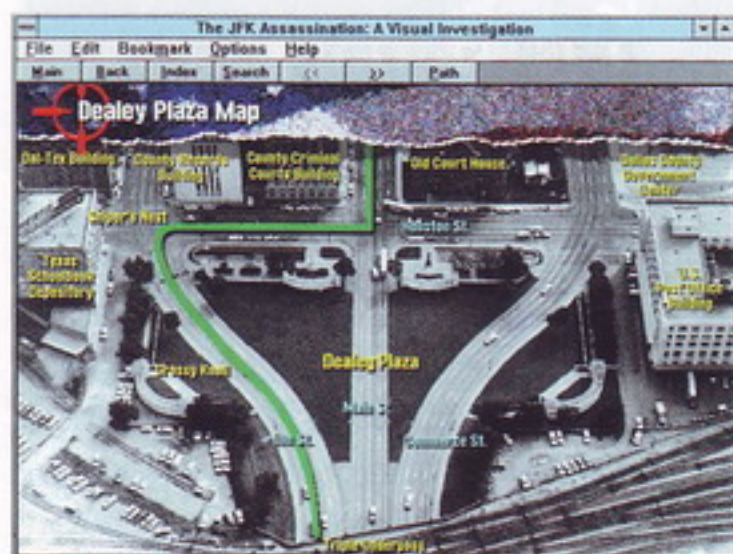 The JFK Assassination: A Visual Investigation
File Edit Bookmark Options Help
Main Back Index Search << >> Path
Dealey Plaza Map
Dal-Tex Building
County Records Building
County Criminal Courts Building
Old Court House
Dallas County Government Center
Sniper's Nest
Houston St.
Texas Schoolbook Depository
U.S. Post Office Building
Grassy Knoll
Dealey Plaza
Main St.
Elm St.
Commerce St.
Triple Underpass